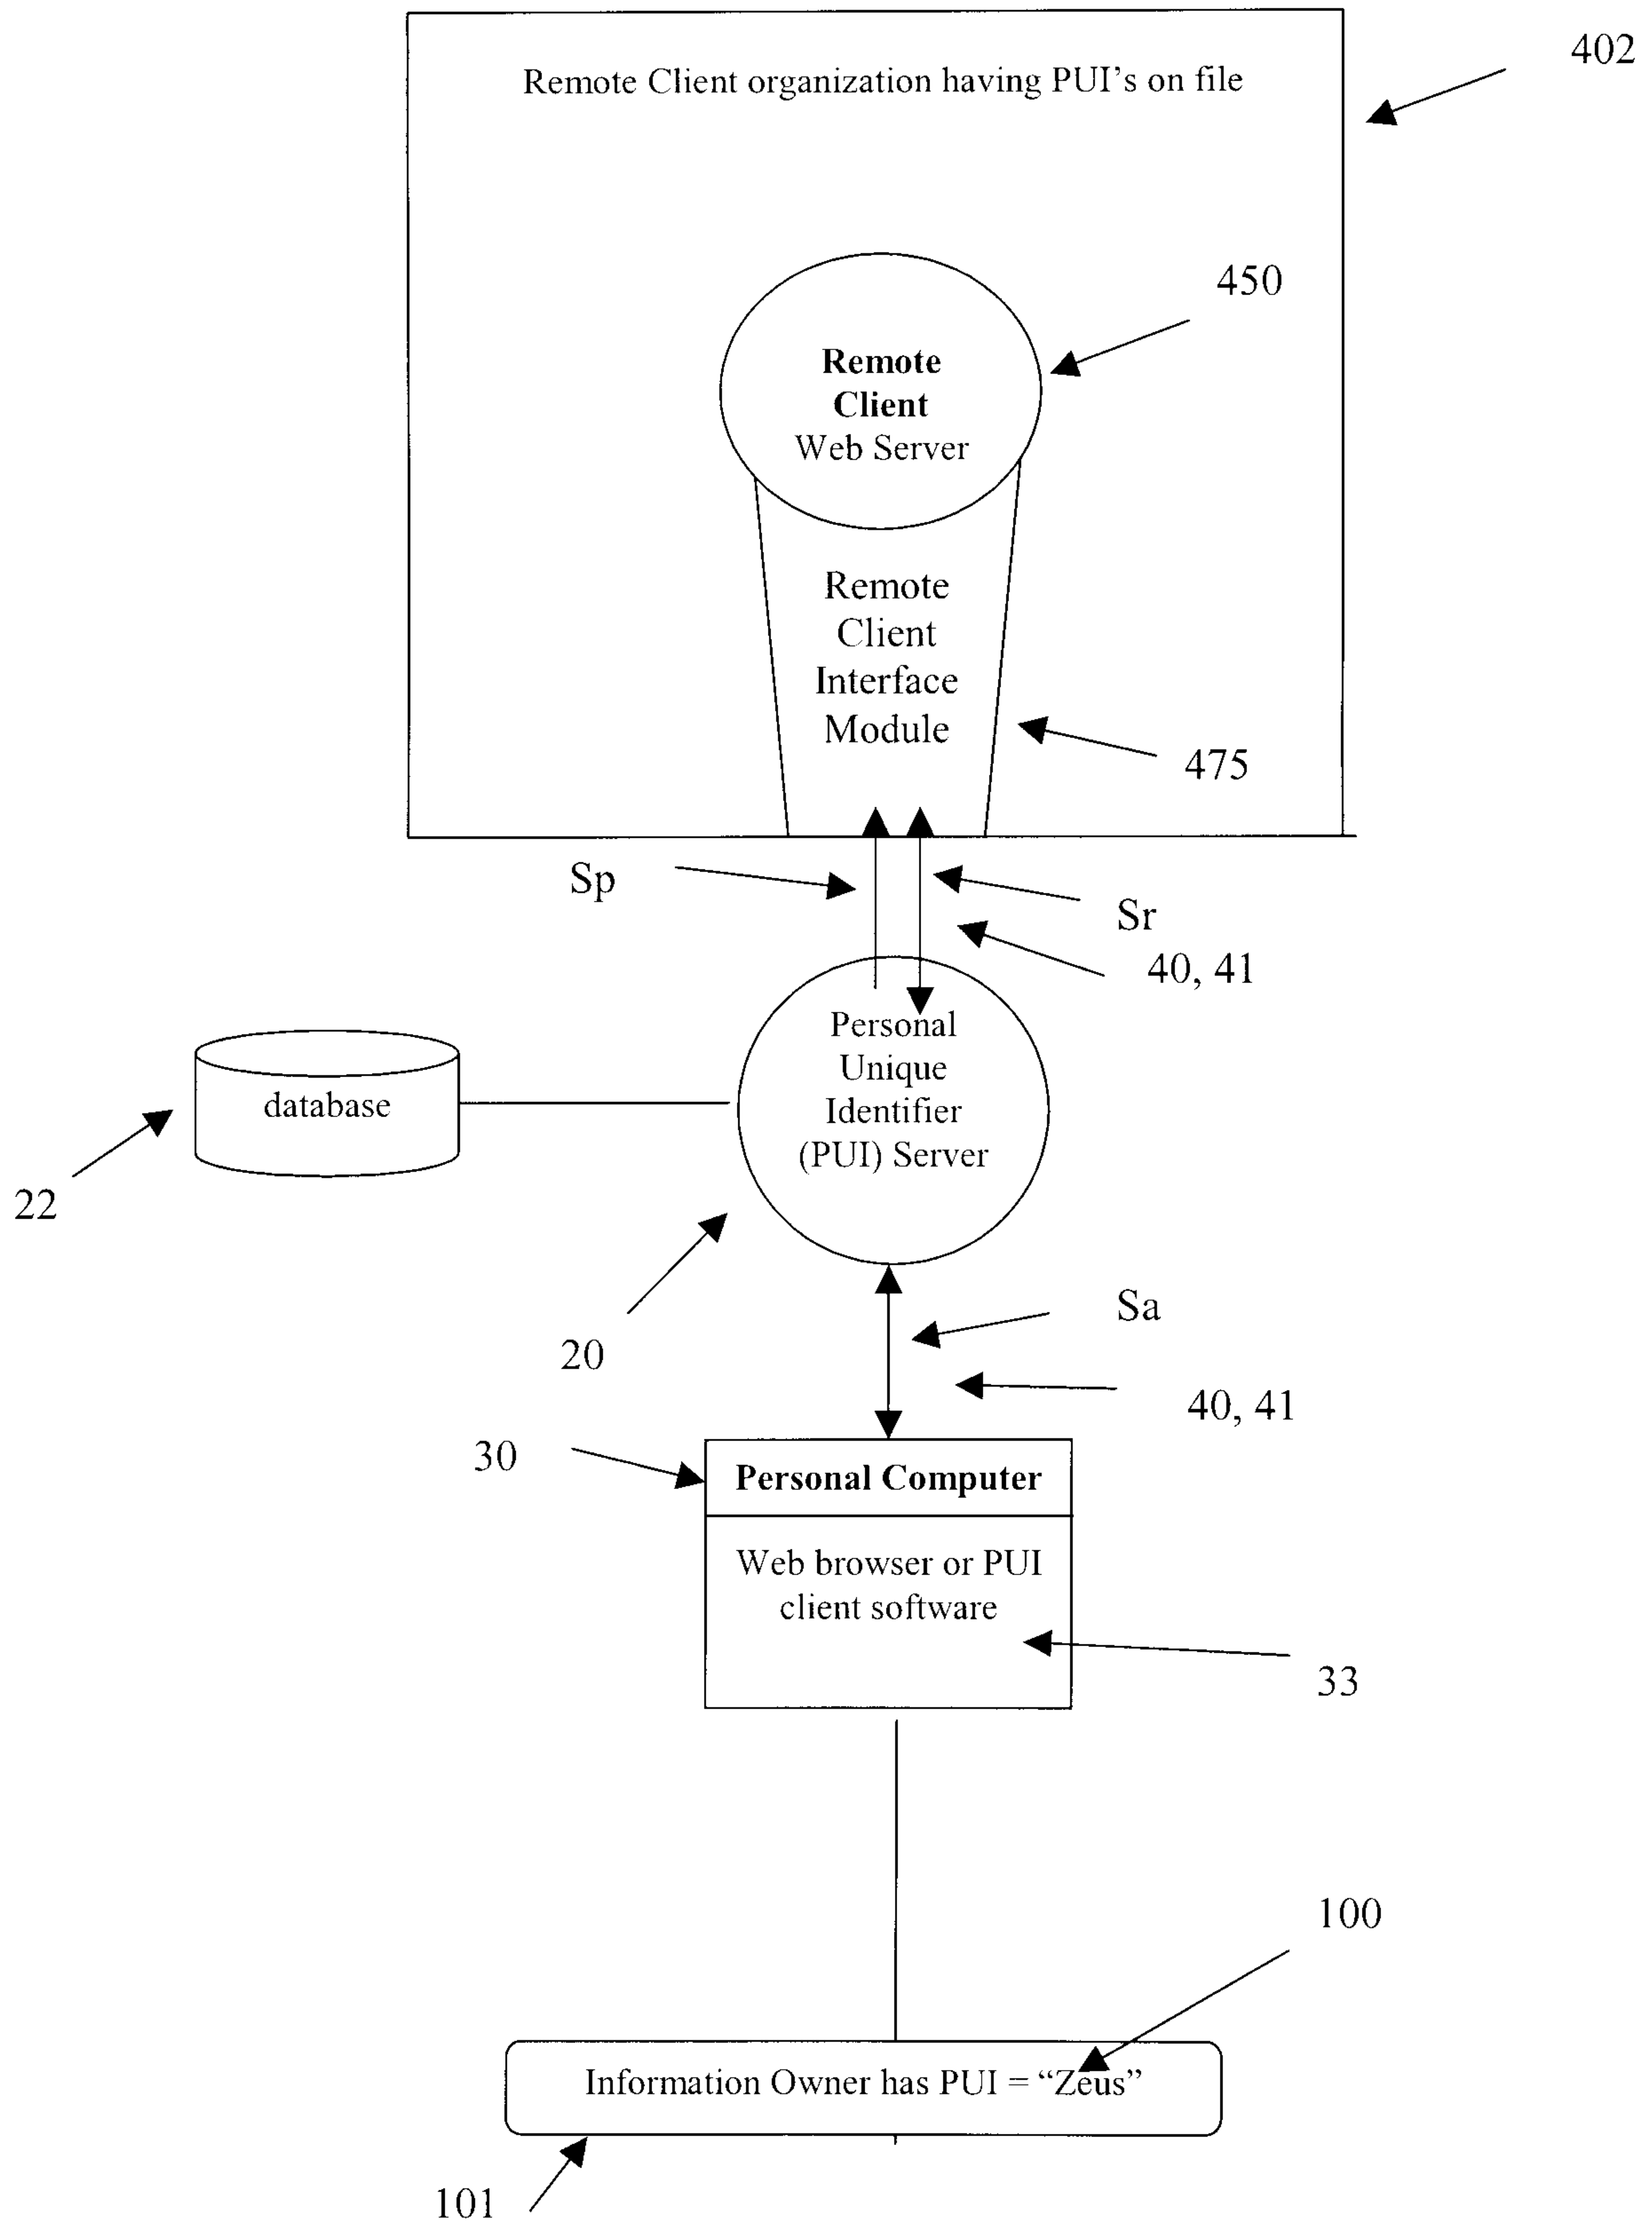 402
Remote Client organization having PUI's on file
450
Remote
Client
Web Server
Remote
Client
Interface
Module
475
Sp
Sr
40, 41
Personal
Unique
Identifier
(PUI) Server
database
22
20
Sa
40, 41
30
Personal Computer
Web browser or PUI
client software
33
100
Information Owner has PUI = “Zeus”
101